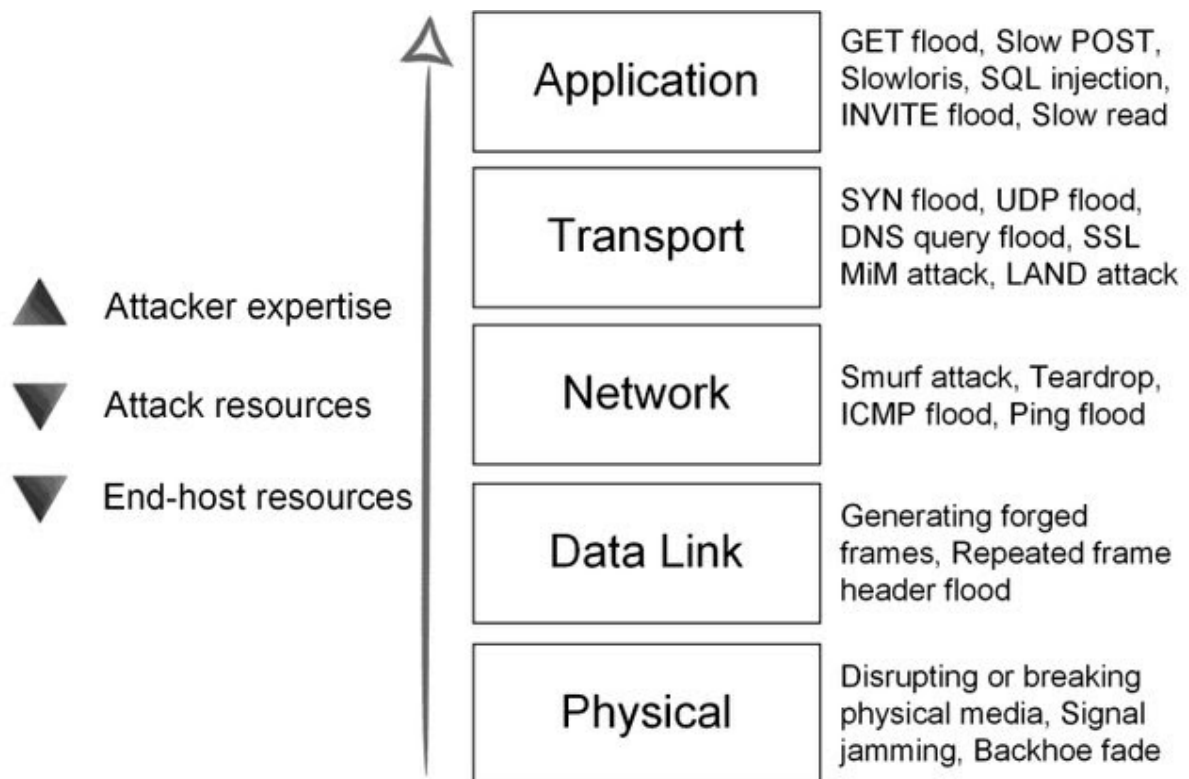 Application
GET flood, Slow POST,
Slowloris, SQL injection,
INVITE flood, Slow read
Transport
SYN flood, UDP flood,
DNS query flood, SSL
MiM attack, LAND attack
Attacker expertise
Attack resources
End-host resources
Network
Smurf attack, Teardrop,
ICMP flood, Ping flood
Data Link
Generating forged
frames, Repeated frame
header flood
Physical
Disrupting or breaking
physical media, Signal
jamming, Backhoe fade